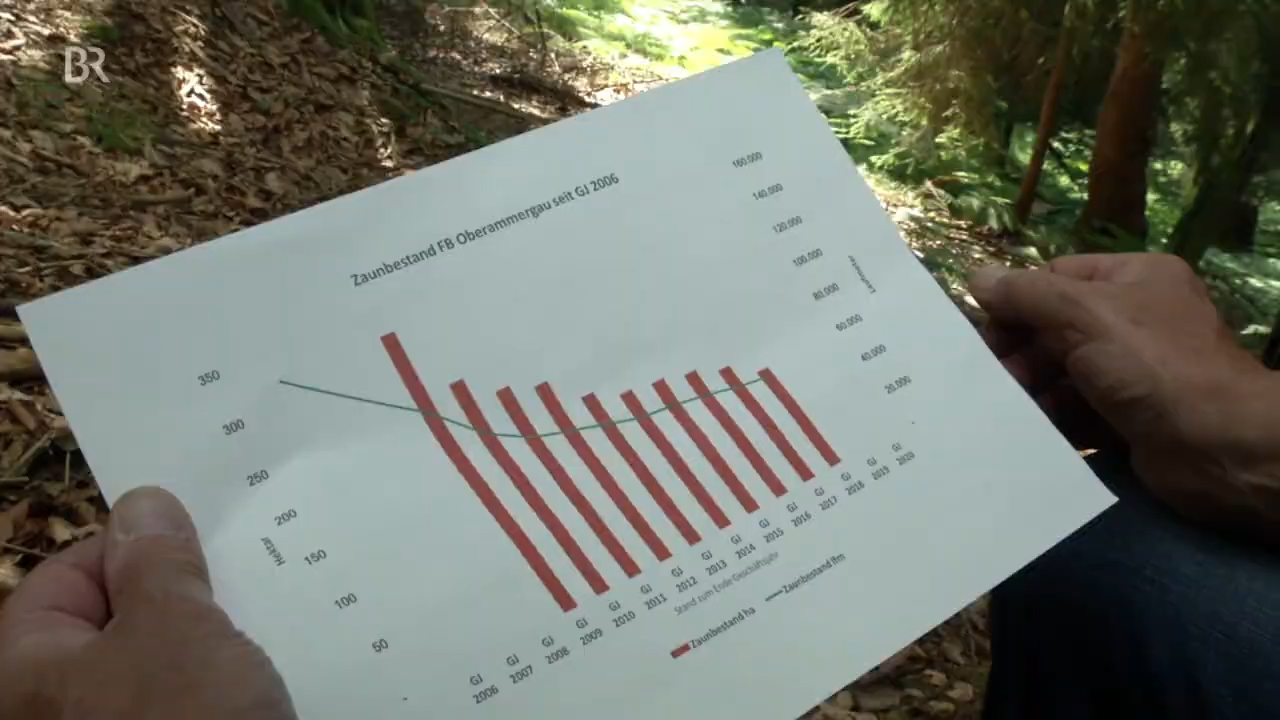 BR
Zaunbestand FB Oberammergau seit GJ 2006
350
300
250
200
150
100
50
-
Hektar
160.000
140.000
120.000
100.000
80.000
60.000
40.000
20.000
-
Laufmeter
GJ 2006
GJ 2007
GJ 2008
GJ 2009
GJ 2010
GJ 2011
GJ 2012
GJ 2013
GJ 2014
GJ 2015
GJ 2016
GJ 2017
GJ 2018
GJ 2019
GJ 2020
Stand zum Ende Geschäftsjahr
Zaunbestand ha
Zaunbestand lfm